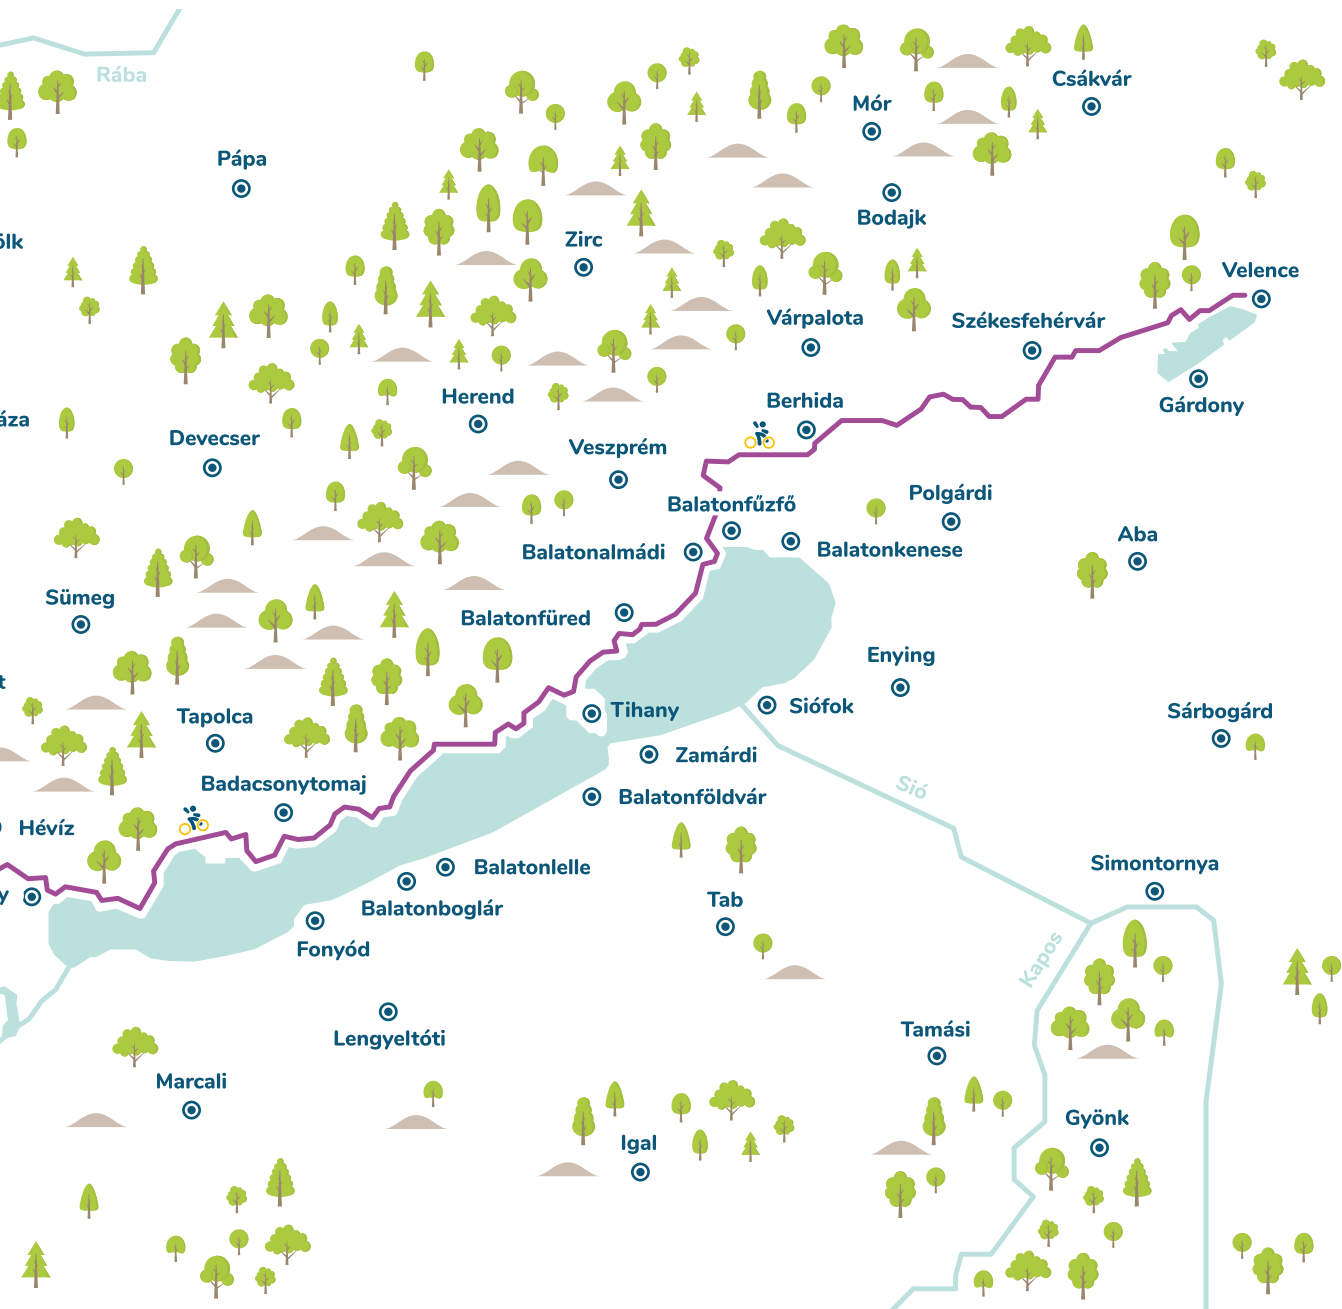 Rába
Csákvár
Mór
Pápa
Bodajk
ölk
Zirc
Velence
Várpalota
Székesfehérvár
Herend
Berhida
Gárdony
áza
Devecser
Veszprém
Polgárdi
Balatonfűzfő
Aba
Balatonalmádi
Balatonkenese
Sümeg
Balatonfüred
Enying
t
Tapolca
Tihany
Siófok
Sárbogárd
Zamárdi
Badacsonytomaj
Sió
Balatonföldvár
Hévíz
Simontornya
Balatonlelle
y
Tab
Balatonboglár
Fonyód
Kapos
Lengyeltóti
Tamási
Marcali
Gyönk
Igal